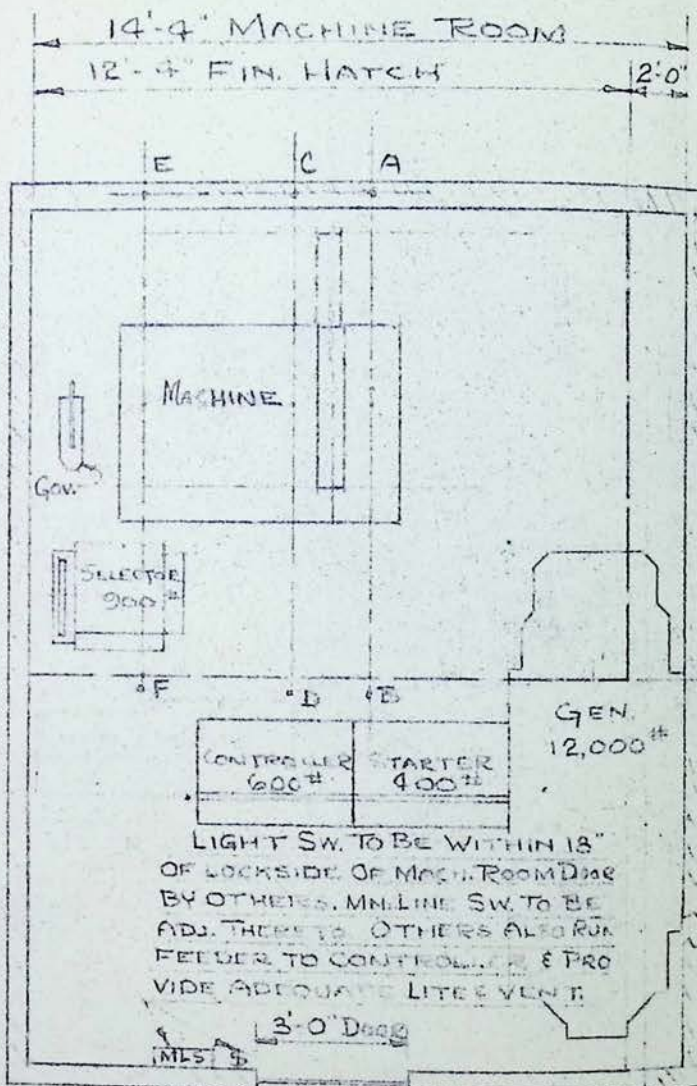 14'-4" MACHINE ROOM
12'-4" FIN. HATCH 2'-0"
E C A
MACHINE
GOV.
SELECTOR
900#
F D B
GEN.
12,000#
CONTROLLER STARTER
600# 400#
LIGHT SW. TO BE WITHIN 18"
OF LOCKSIDE OF MACH. ROOM DOOR
BY OTHERS. MN. LINE SW. TO BE
ADJ. THERETO. OTHERS ALSO RUN
FEEDER TO CONTROLLER & PRO
VIDE ADEQUATE LITE & VENT.
3'-0" DOOR
MLS $